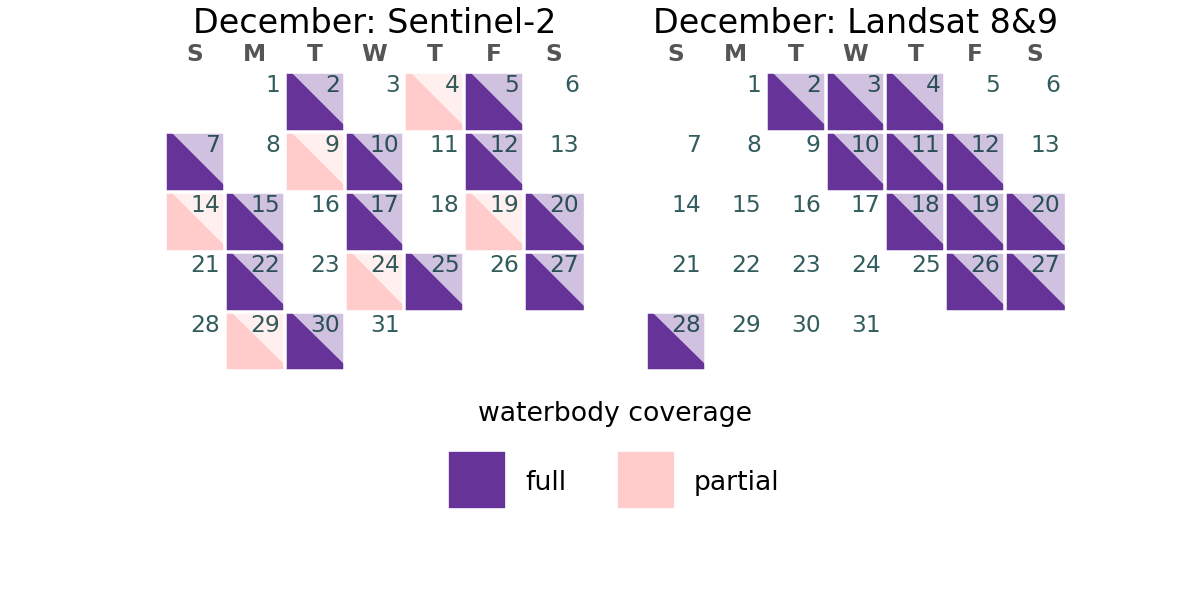 December: Sentinel-2
S M T W T F S
1 2 3 4 5 6
7 8 9 10 11 12 13
14 15 16 17 18 19 20
21 22 23 24 25 26 27
28 29 30 31
December: Landsat 8&9
S M T W T F S
1 2 3 4 5 6
7 8 9 10 11 12 13
14 15 16 17 18 19 20
21 22 23 24 25 26 27
28 29 30 31
waterbody coverage
full partial